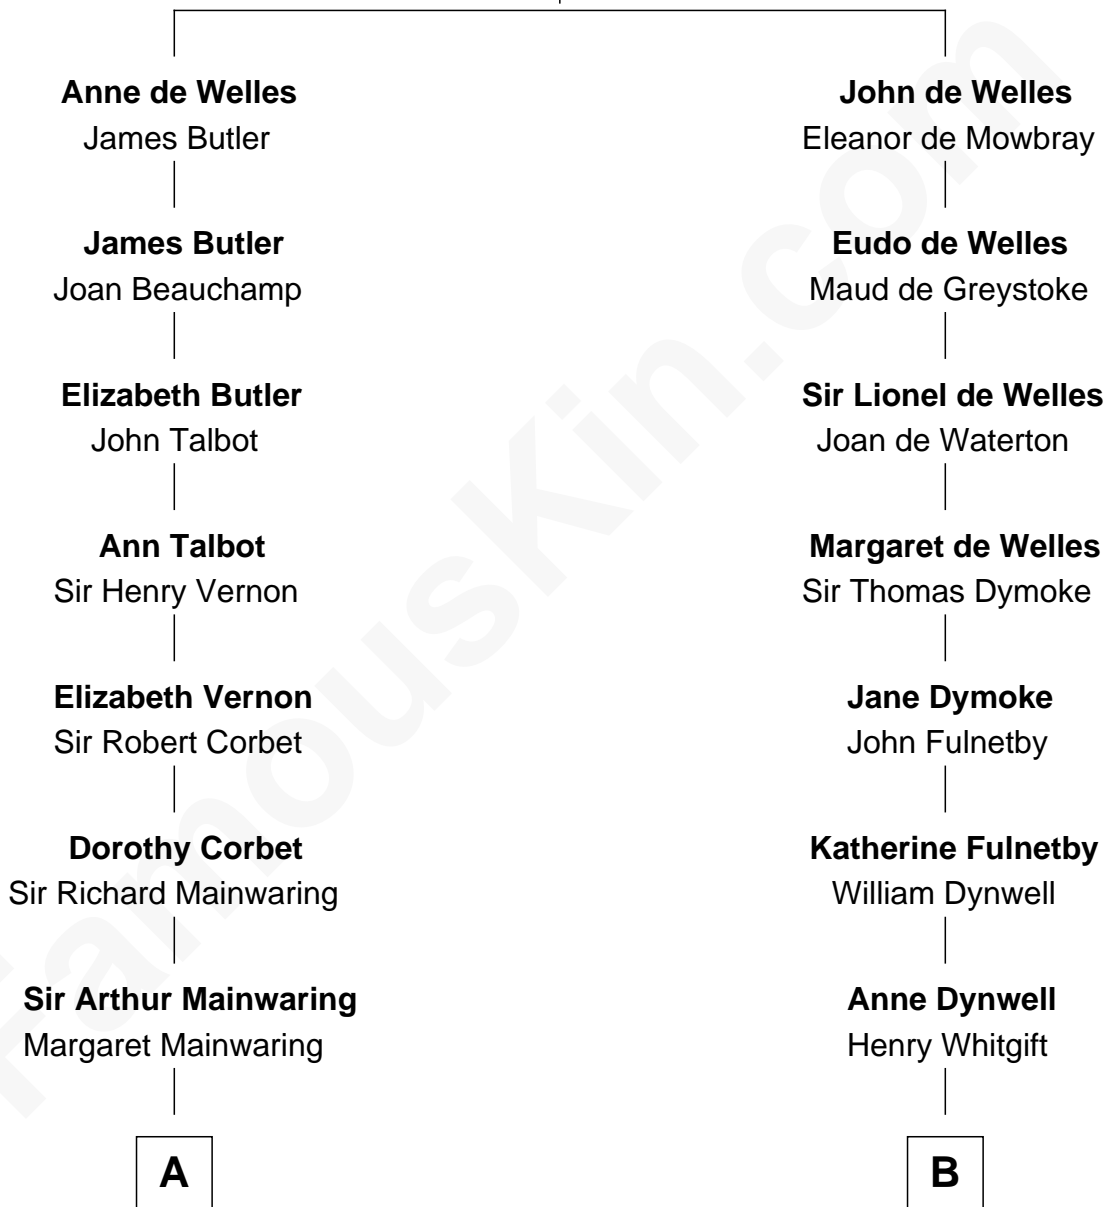 Anne de Welles
James Butler
James Butler
Joan Beauchamp
Elizabeth Butler
John Talbot
Ann Talbot
Sir Henry Vernon
Elizabeth Vernon
Sir Robert Corbet
Dorothy Corbet
Sir Richard Mainwaring
Sir Arthur Mainwaring
Margaret Mainwaring
A
John de Welles
Eleanor de Mowbray
Eudo de Welles
Maud de Greystoke
Sir Lionel de Welles
Joan de Waterton
Margaret de Welles
Sir Thomas Dymoke
Jane Dymoke
John Fulnetby
Katherine Fulnetby
William Dynwell
Anne Dynwell
Henry Whitgift
B
FamousKin.com